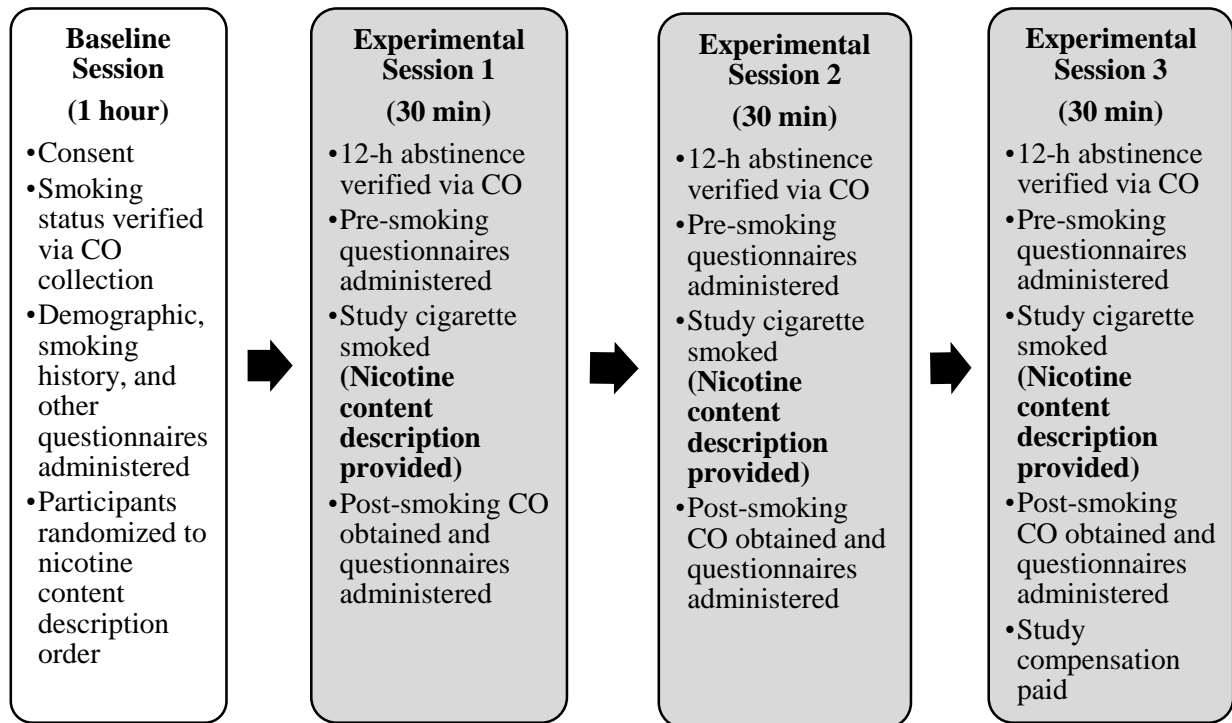 Baseline
Session
(1 hour)
•Consent
•Smoking
status verified
via CO
collection
•Demographic,
smoking
history, and
other
questionnaires
administered
•Participants
randomized to
nicotine
content
description
order
Experimental
Session 1
(30 min)
•12-h abstinence
verified via CO
•Pre-smoking
questionnaires
administered
•Study cigarette
smoked
(Nicotine
content
description
provided)
•Post-smoking CO
obtained and
questionnaires
administered
Experimental
Session 2
(30 min)
•12-h abstinence
verified via CO
•Pre-smoking
questionnaires
administered
•Study cigarette
smoked
(Nicotine
content
description
provided)
•Post-smoking
CO obtained and
questionnaires
administered
Experimental
Session 3
(30 min)
•12-h abstinence
verified via CO
•Pre-smoking
questionnaires
administered
•Study cigarette
smoked
(Nicotine
content
description
provided)
•Post-smoking
CO obtained and
questionnaires
administered
•Study
compensation
paid